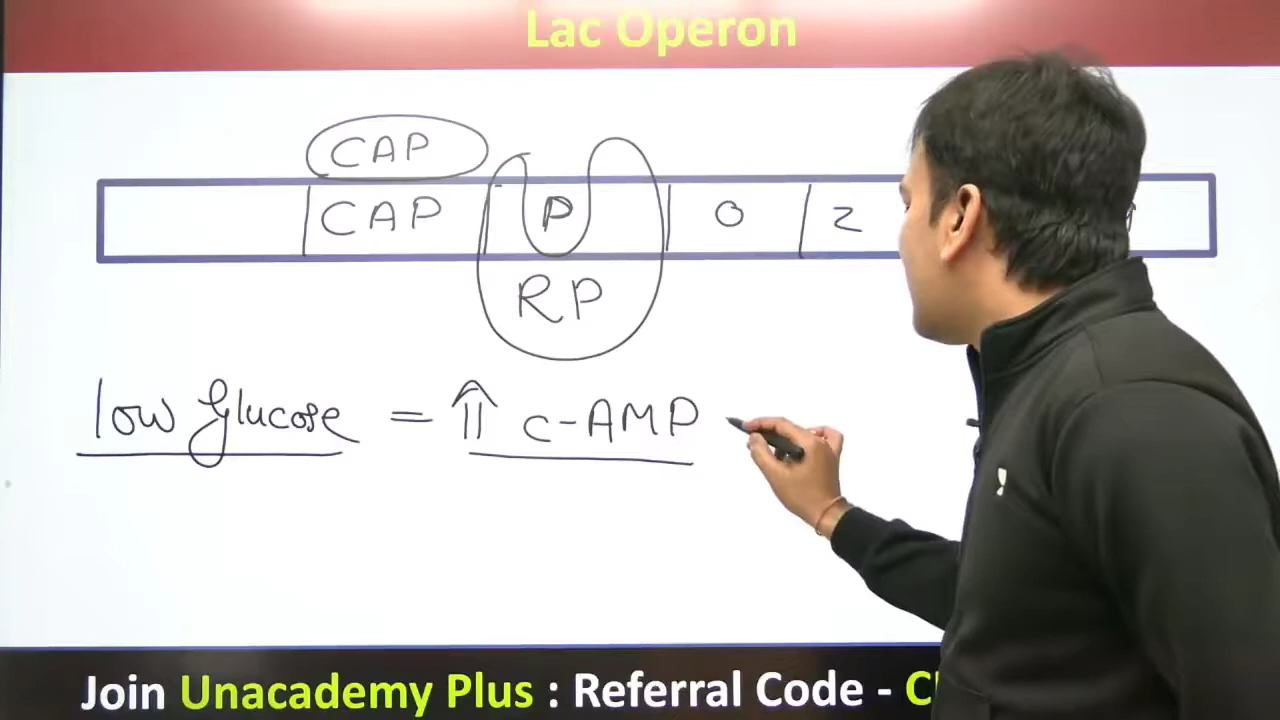 Lac Operon
CAP
CAP P O Z
RP
low Glucose = ⇑ c-AMP
Join Unacademy Plus : Referral Code -